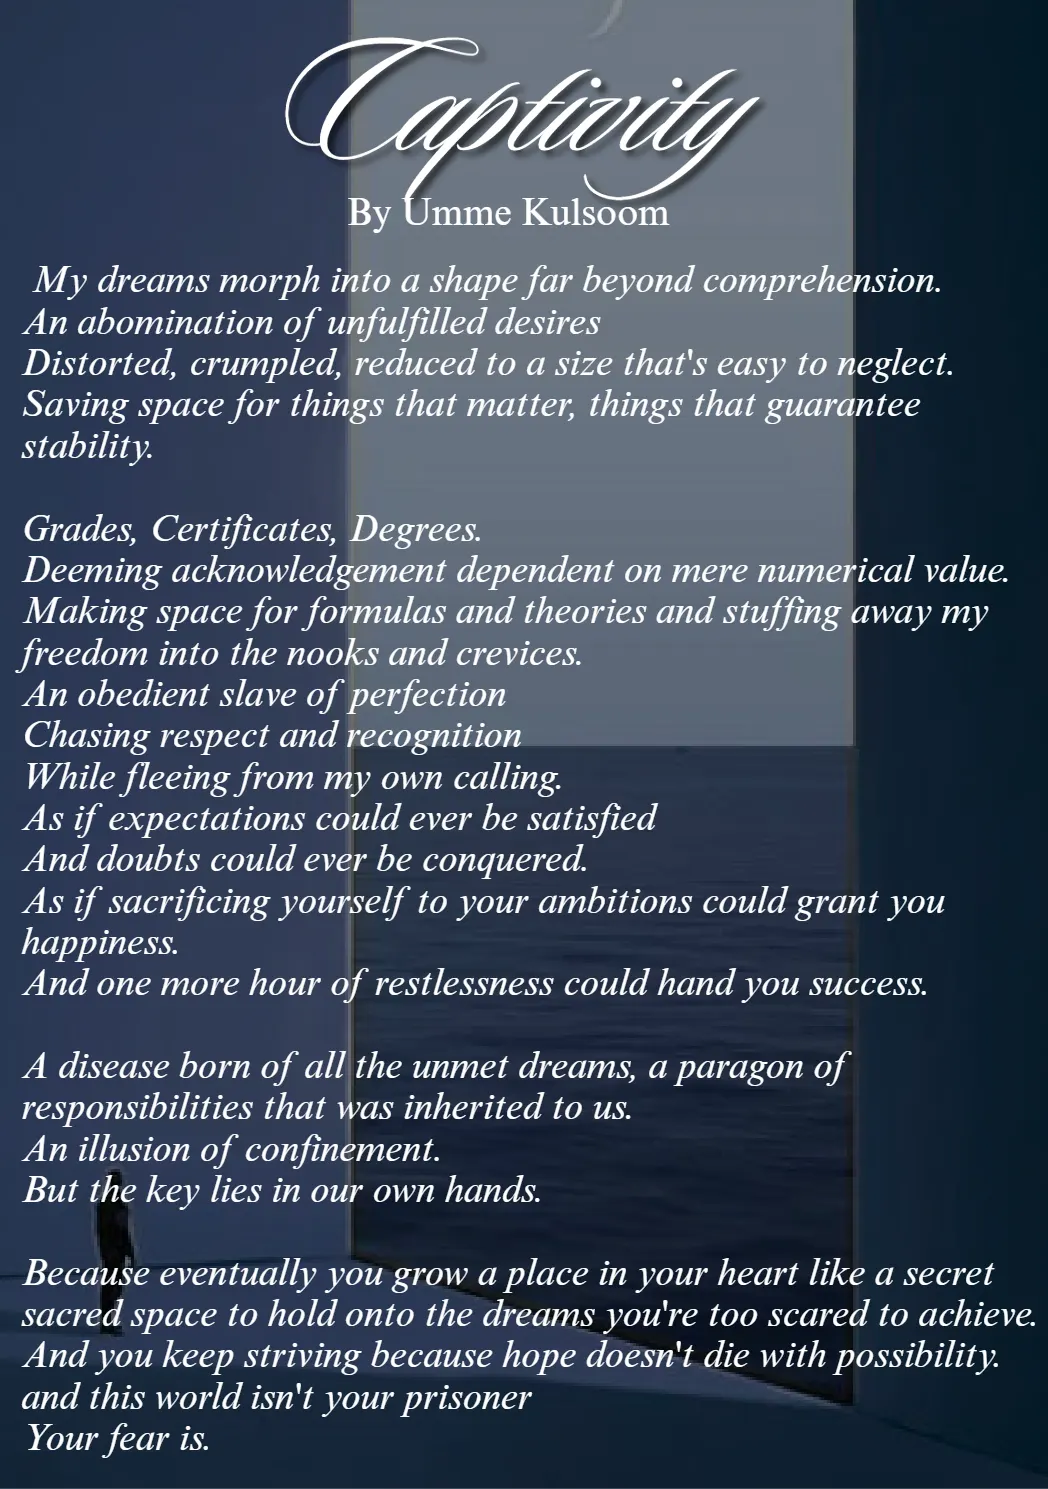 Captivity
By Umme Kulsoom
My dreams morph into a shape far beyond comprehension.
An abomination of unfulfilled desires
Distorted, crumpled, reduced to a size that's easy to neglect.
Saving space for things that matter, things that guarantee
stability.
Grades, Certificates, Degrees.
Deeming acknowledgement dependent on mere numerical value.
Making space for formulas and theories and stuffing away my
freedom into the nooks and crevices.
An obedient slave of perfection
Chasing respect and recognition
While fleeing from my own calling.
As if expectations could ever be satisfied
And doubts could ever be conquered.
As if sacrificing yourself to your ambitions could grant you
happiness.
And one more hour of restlessness could hand you success.
A disease born of all the unmet dreams, a paragon of
responsibilities that was inherited to us.
An illusion of confinement.
But the key lies in our own hands.
Because eventually you grow a place in your heart like a secret
sacred space to hold onto the dreams you're too scared to achieve.
And you keep striving because hope doesn't die with possibility.
and this world isn't your prisoner
Your fear is.